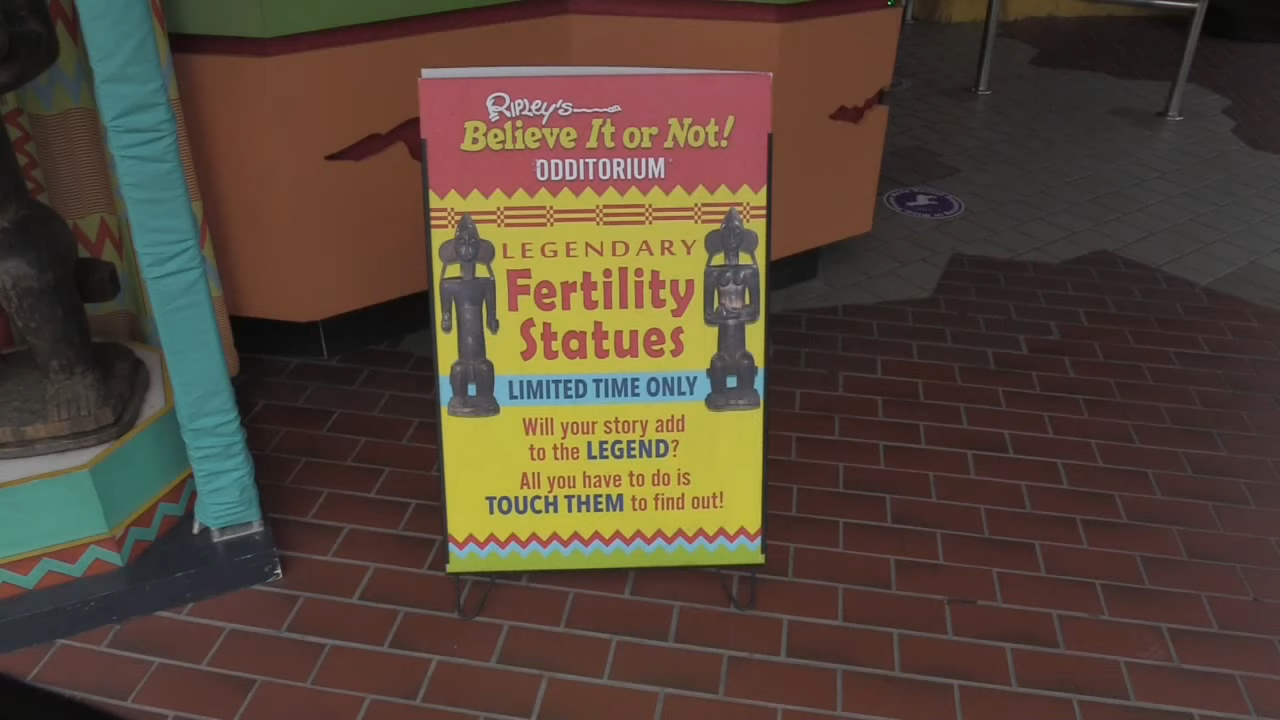 RIPLEY'S
Believe It or Not!
ODDITORIUM
LEGENDARY
Fertility
Statues
LIMITED TIME ONLY
Will your story add
to the LEGEND?
All you have to do is
TOUCH THEM to find out!